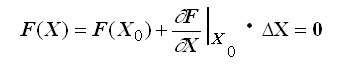 F(X) = F(X₀) + ∂F/∂X |X₀ • ΔX = 0